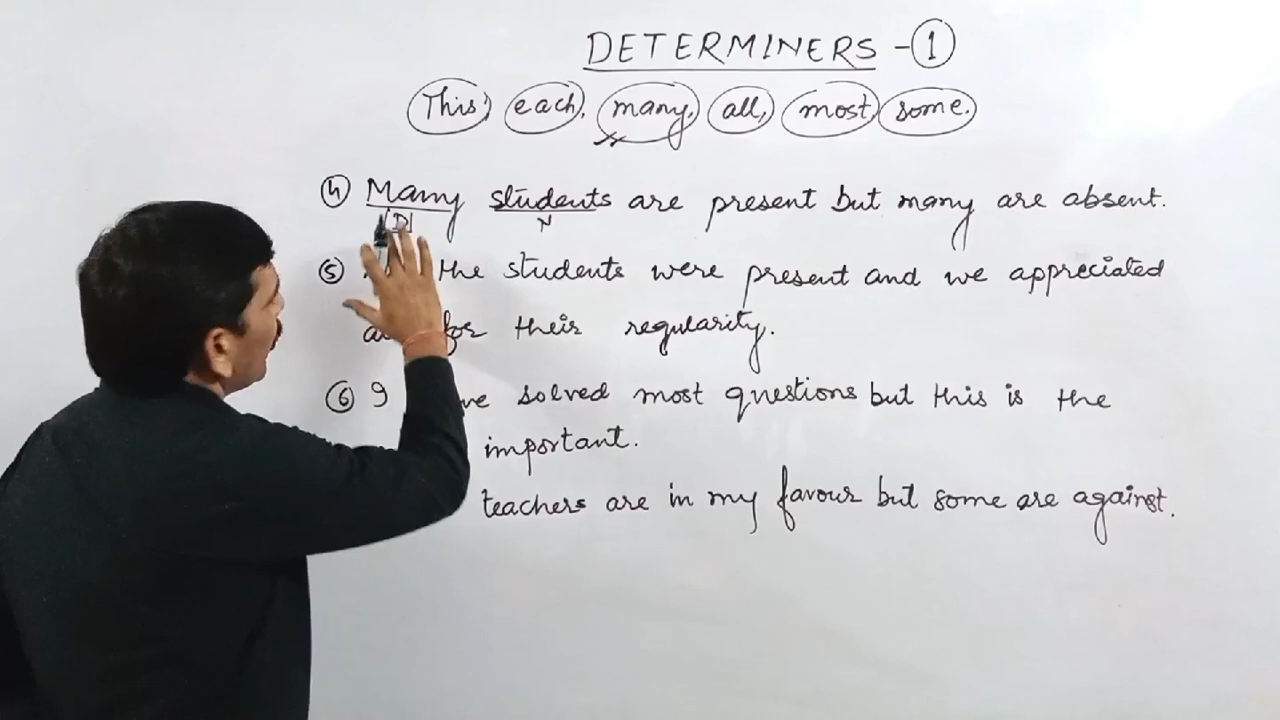 DETERMINERS - 1
This, each, many, all, most, some.
4 Many students are present but many are absent.
D N
5 the students were present and we appreciated
for their regularity.
6 I solved most questions but this is the
important.
teachers are in my favour but some are against.